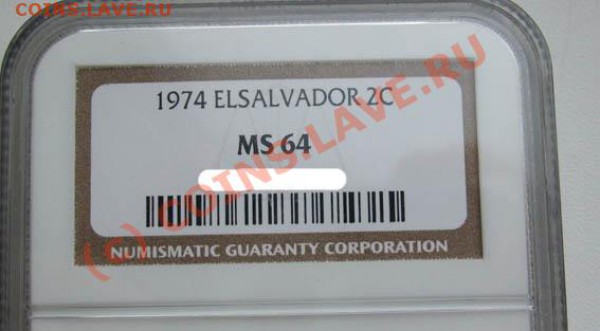 COINS.LAVE.RU
1974 ELSALVADOR 2C
MS 64
NUMISMATIC GUARANTY CORPORATION
(c) COINS.LAVE.RU